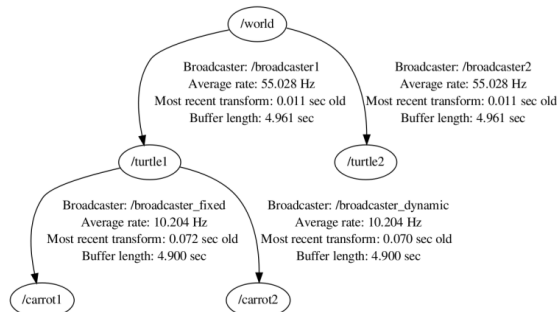 /world
Broadcaster: /broadcaster1
Average rate: 55.028 Hz
Most recent transform: 0.011 sec old
Buffer length: 4.961 sec
Broadcaster: /broadcaster2
Average rate: 55.028 Hz
Most recent transform: 0.011 sec old
Buffer length: 4.961 sec
/turtle1
/turtle2
Broadcaster: /broadcaster_fixed
Average rate: 10.204 Hz
Most recent transform: 0.072 sec old
Buffer length: 4.900 sec
Broadcaster: /broadcaster_dynamic
Average rate: 10.204 Hz
Most recent transform: 0.070 sec old
Buffer length: 4.900 sec
/carrot1
/carrot2